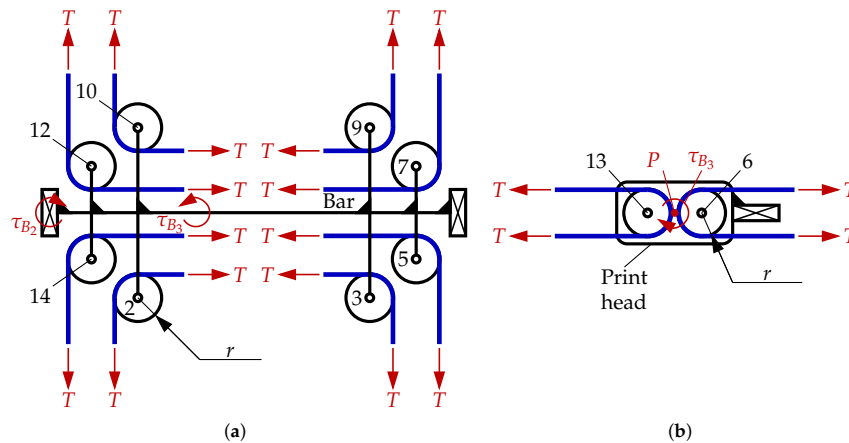 T T T T
10 9
12 T T 7
T T 13 P τB3 6
Bar T T
τB2 τB3
T T T T
14 T T 5 Print
head r
2 3
r
T T T T
(a) (b)